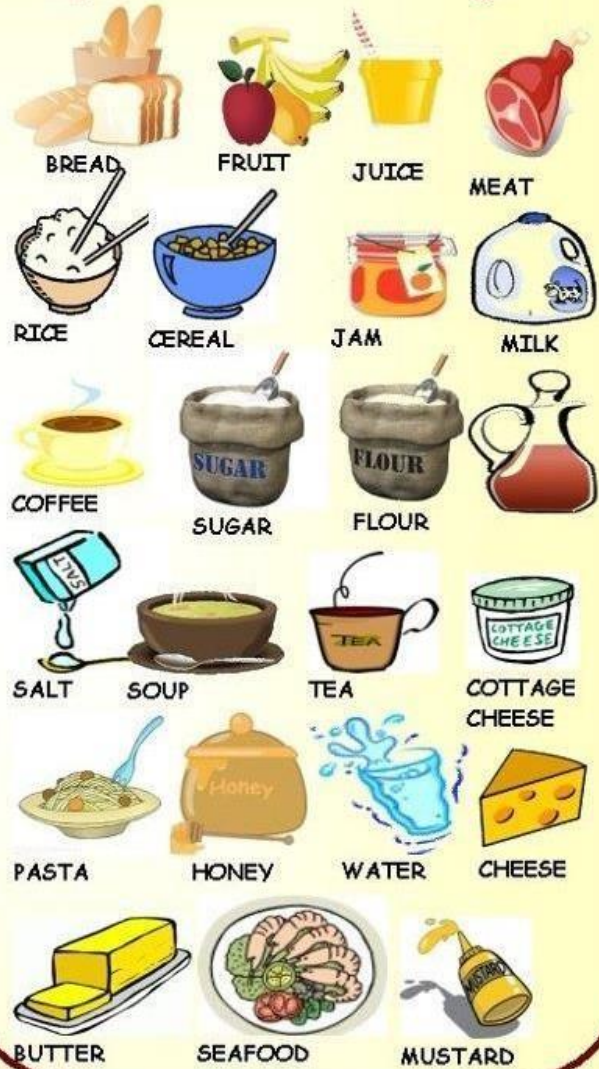 BREAD
FRUIT
JUICE
MEAT
RICE
CEREAL
JAM
MILK
SUGAR
FLOUR
COFFEE
SUGAR
FLOUR
SALT
TEA
COTTAGE
CHEESE
SALT
SOUP
TEA
COTTAGE
CHEESE
Honey
PASTA
HONEY
WATER
CHEESE
MUSTARD
BUTTER
SEAFOOD
MUSTARD